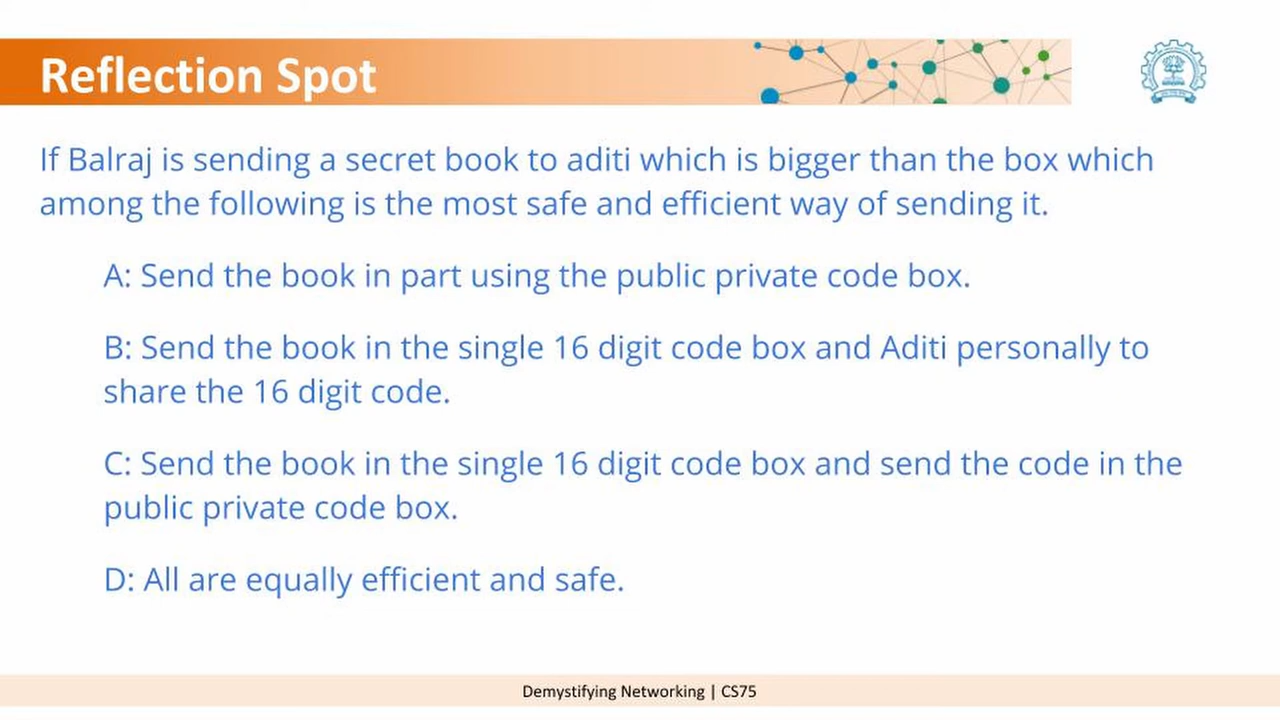 Reflection Spot
If Balraj is sending a secret book to aditi which is bigger than the box which
among the following is the most safe and efficient way of sending it.
A: Send the book in part using the public private code box.
B: Send the book in the single 16 digit code box and Aditi personally to
share the 16 digit code.
C: Send the book in the single 16 digit code box and send the code in the
public private code box.
D: All are equally efficient and safe.
Demystifying Networking | CS75